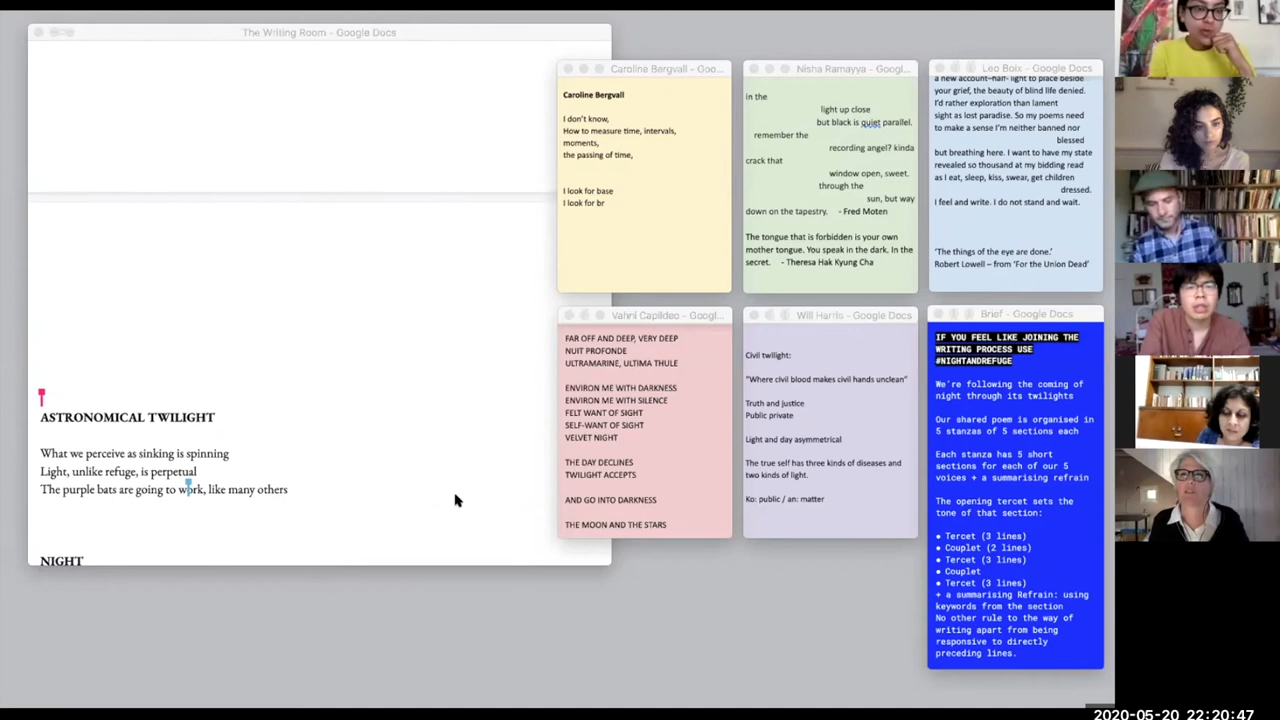 The Writing Room - Google Docs
ASTRONOMICAL TWILIGHT
What we perceive as sinking is spinning
Light, unlike refuge, is perpetual
The purple bats are going to work, like many others
NIGHT
Caroline Bergvall - Goo...
Caroline Bergvall
I don't know,
How to measure time, intervals,
moments,
the passing of time,
I look for base
I look for br
Nisha Ramayya - Googl...
in the
light up close
but black is quiet parallel.
remember the
recording angel? kinda
crack that
window open, sweet.
through the
sun, but way
down on the tapestry. - Fred Moten
The tongue that is forbidden is your own
mother tongue. You speak in the dark. In the
secret. - Theresa Hak Kyung Cha
Leo Boix - Google Docs
a new account–half- light to place beside
your grief, the beauty of blind life denied.
I'd rather exploration than lament
sight as lost paradise. So my poems need
to make a sense I'm neither banned nor
blessed
but breathing here. I want to have my state
revealed so thousand at my bidding read
as I eat, sleep, kiss, swear, get children
dressed.
I feel and write. I do not stand and wait.
'The things of the eye are done.'
Robert Lowell – from 'For the Union Dead'
Vahni Capildeo - Googl...
FAR OFF AND DEEP, VERY DEEP
NUIT PROFONDE
ULTRAMARINE, ULTIMA THULE
ENVIRON ME WITH DARKNESS
ENVIRON ME WITH SILENCE
FELT WANT OF SIGHT
SELF-WANT OF SIGHT
VELVET NIGHT
THE DAY DECLINES
TWILIGHT ACCEPTS
AND GO INTO DARKNESS
THE MOON AND THE STARS
Will Harris - Google Docs
Civil twilight:
"Where civil blood makes civil hands unclean"
Truth and justice
Public private
Light and day asymmetrical
The true self has three kinds of diseases and
two kinds of light.
Ko: public / an: matter
Brief - Google Docs
IF YOU FEEL LIKE JOINING THE
WRITING PROCESS USE
#NIGHTANDREFUGE
We're following the coming of
night through its twilights
Our shared poem is organised in
5 stanzas of 5 sections each
Each stanza has 5 short
sections for each of our 5
voices + a summarising refrain
The opening tercet sets the
tone of that section:
• Tercet (3 lines)
• Couplet (2 lines)
• Tercet (3 lines)
• Couplet
• Tercet (3 lines)
+ a summarising Refrain: using
keywords from the section
No other rule to the way of
writing apart from being
responsive to directly
preceding lines.
2020-05-20 22:20:47